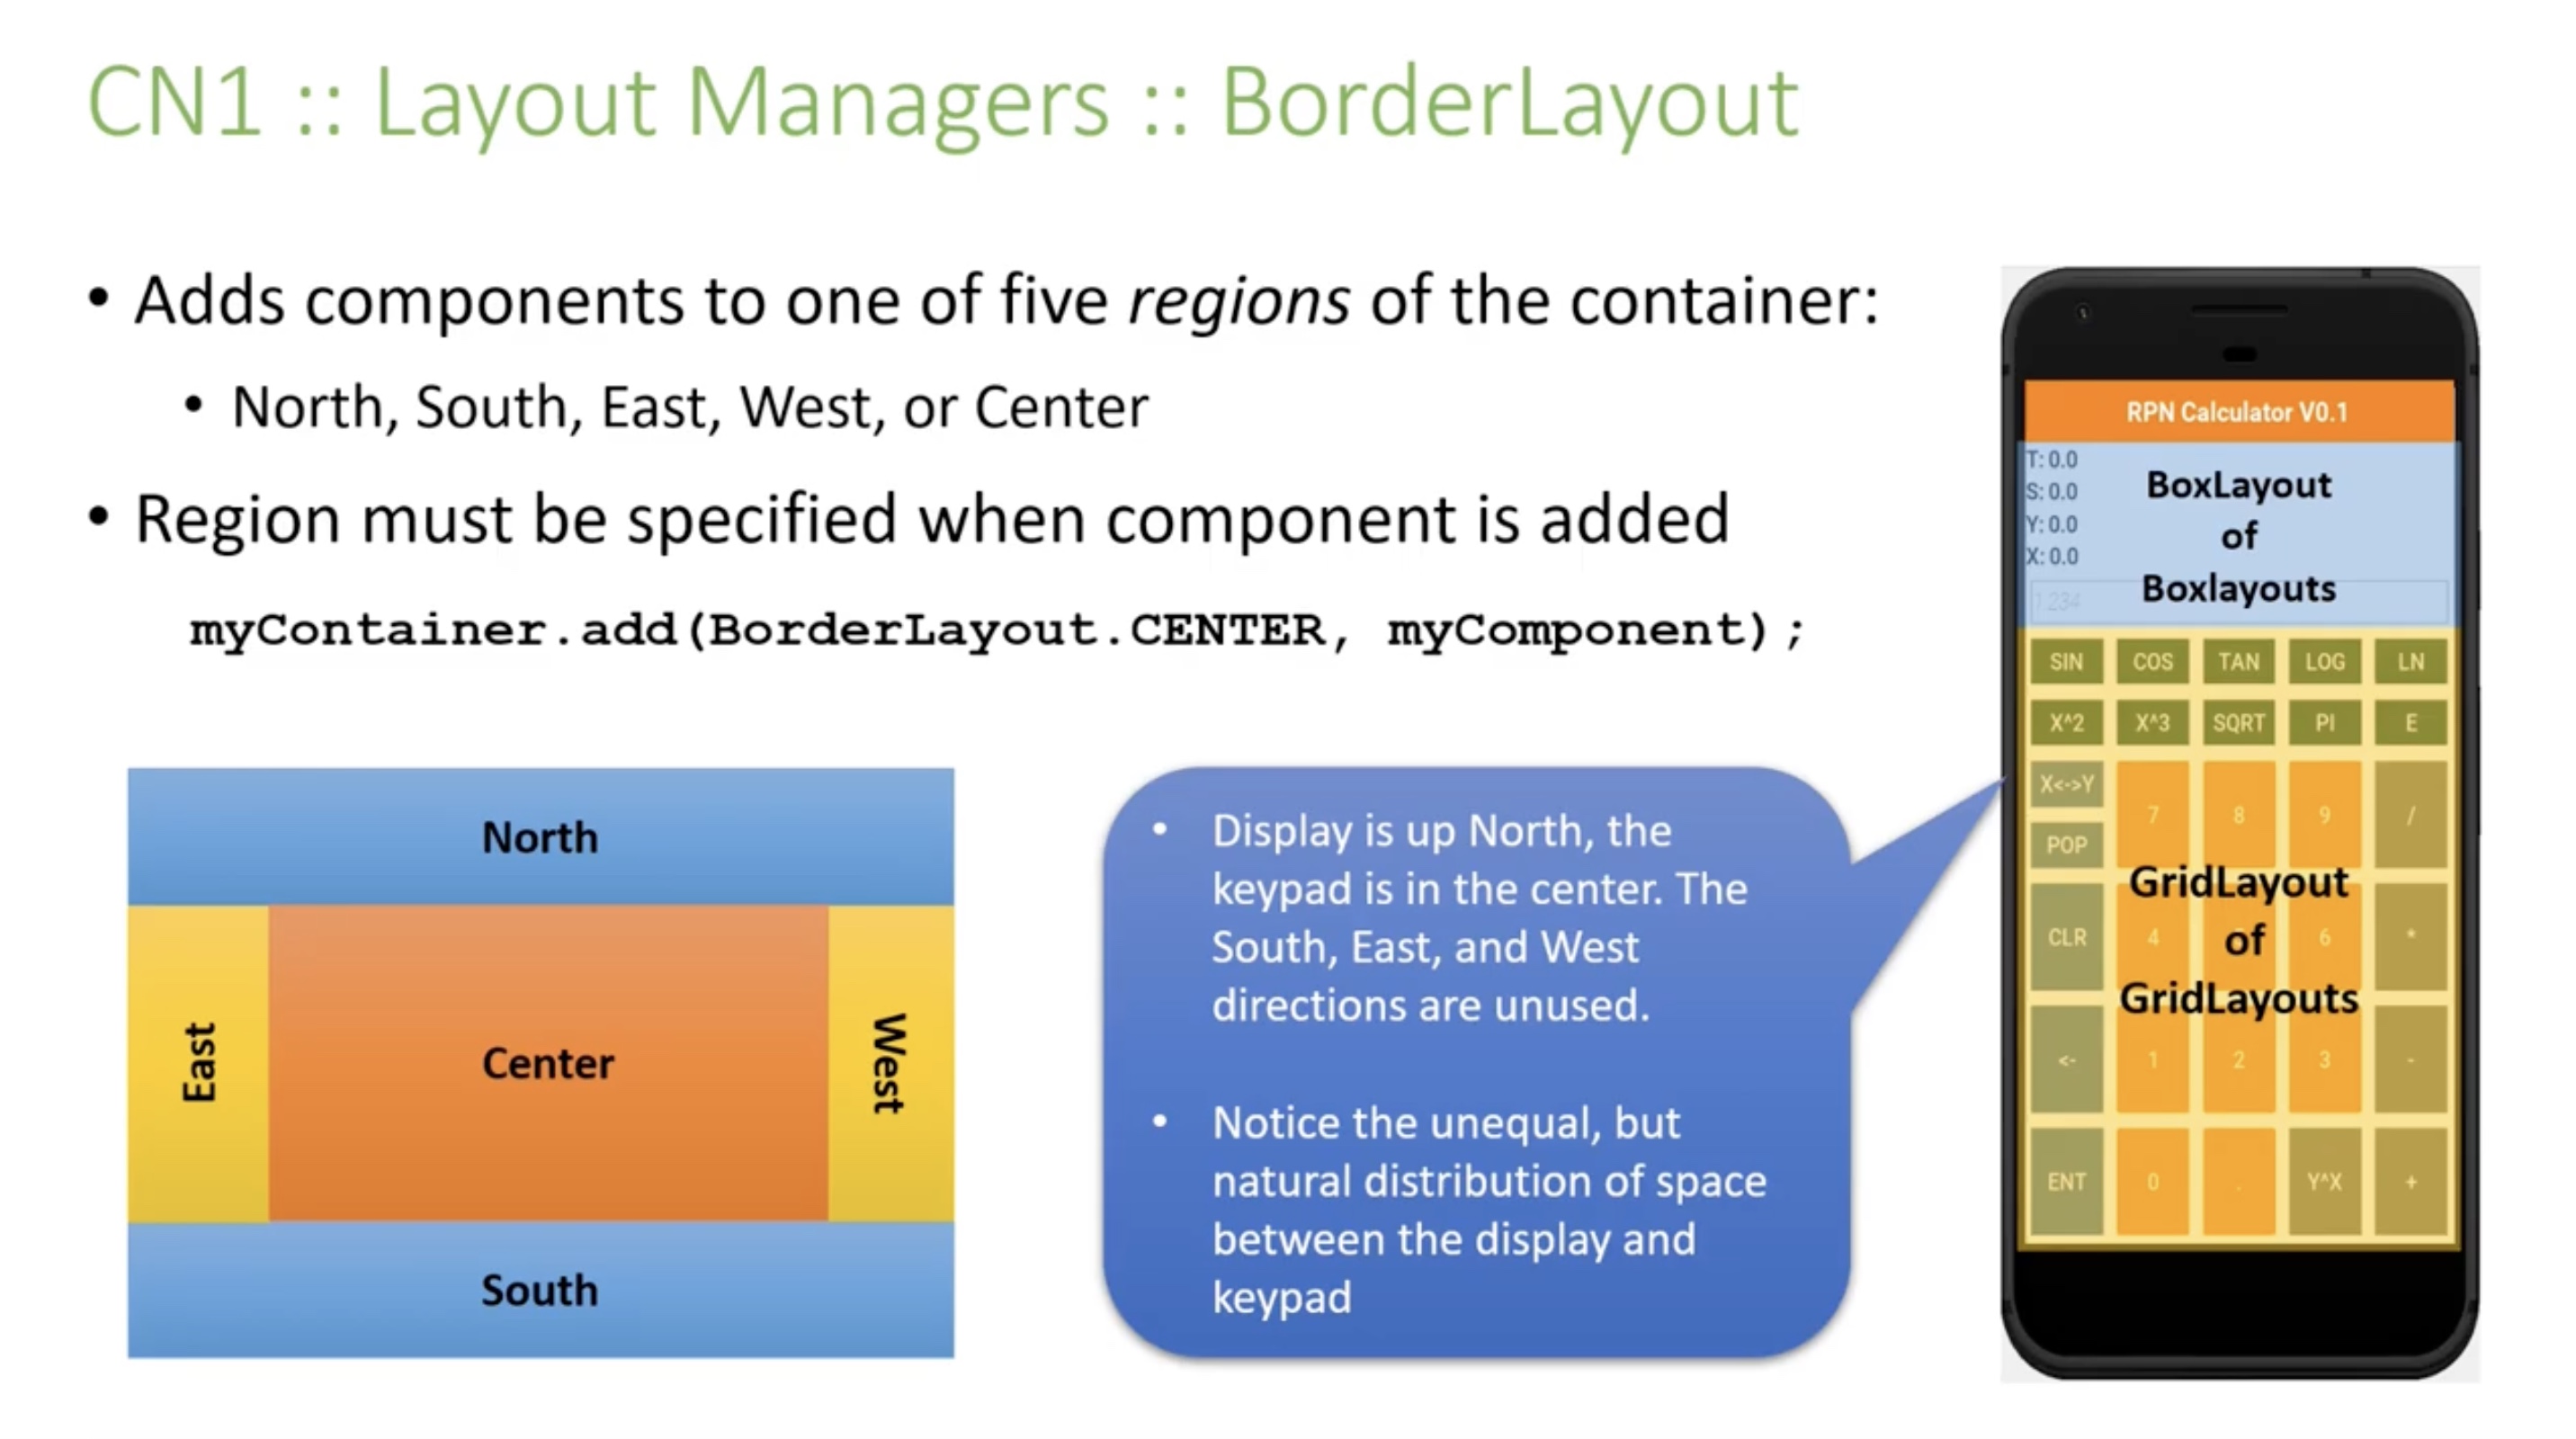 CN1 :: Layout Managers :: BorderLayout
• Adds components to one of five regions of the container:
• North, South, East, West, or Center
• Region must be specified when component is added
myContainer.add(BorderLayout.CENTER, myComponent);
North
East
Center
West
South
• Display is up North, the
keypad is in the center. The
South, East, and West
directions are unused.
• Notice the unequal, but
natural distribution of space
between the display and
keypad
RPN Calculator V0.1
T: 0.0
S: 0.0
Y: 0.0
X: 0.0
1.234
BoxLayout
of
Boxlayouts
SIN COS TAN LOG LN
X^2 X^3 SQRT PI E
X<->Y 7 8 9 /
POP
GridLayout
of
GridLayouts
CLR 4 6 *
<- 1 2 3 -
ENT 0 . Y^X +